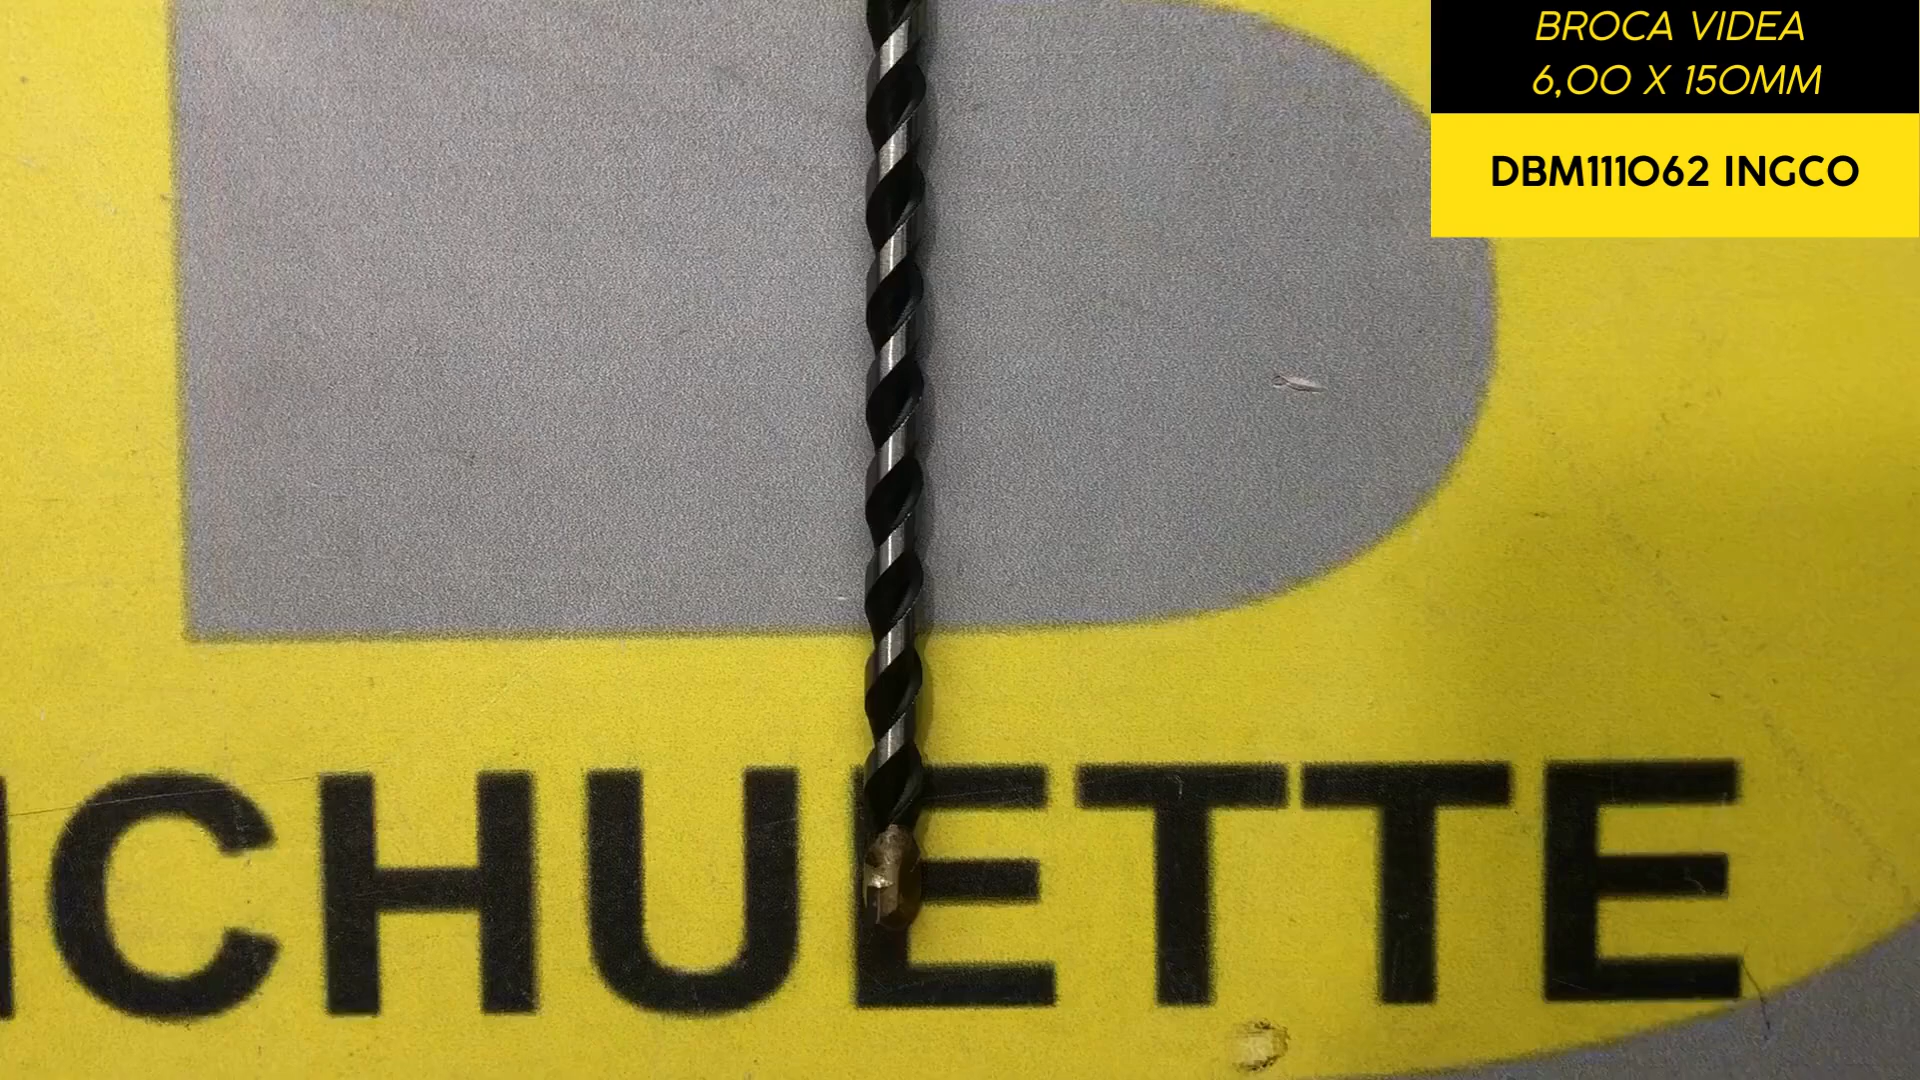 BROCA VIDEA
6,00 X 150MM
DBM111062 INGCO
CHUETTE